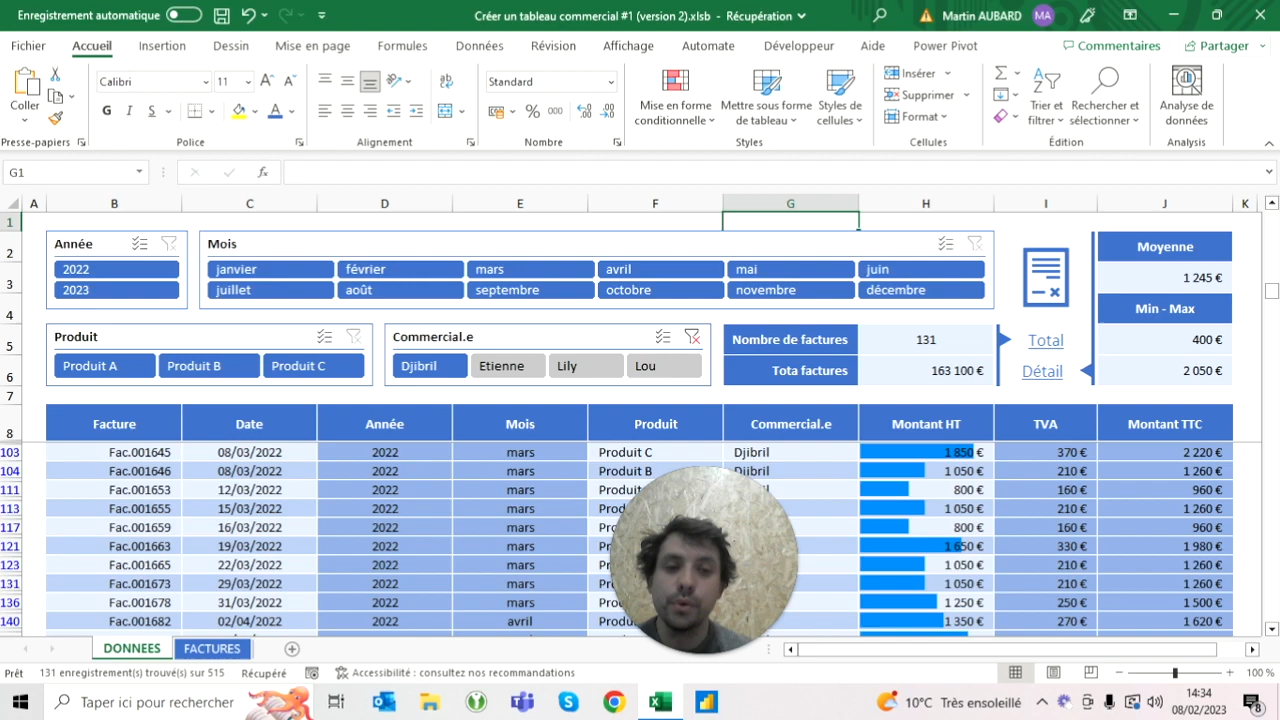 Enregistrement automatique
Créer un tableau commercial #1 (version 2).xlsb - Récupération
Martin AUBARD MA
Fichier Accueil Insertion Dessin Mise en page Formules Données Révision Affichage Automate Développeur Aide Power Pivot Commentaires Partager
Coller
Presse-papiers
Calibri 11
G I S
Police
Alignement
Standard
% 000
Nombre
Mise en forme conditionnelle
Mettre sous forme de tableau
Styles de cellules
Styles
Insérer
Supprimer
Format
Cellules
Trier et filtrer
Rechercher et sélectionner
Édition
Analyse de données
Analysis
G1 fx
A B C D E F G H I J K
1
2
3
4
5
6
7
8
Année
2022
2023
Mois
janvier février mars avril mai juin
juillet août septembre octobre novembre décembre
Moyenne
1 245 €
Min - Max
400 €
2 050 €
Produit
Produit A Produit B Produit C
Commercial.e
Djibril Etienne Lily Lou
Nombre de factures 131
Tota factures 163 100 €
Total
Détail
Facture Date Année Mois Produit Commercial.e Montant HT TVA Montant TTC
103 Fac.001645 08/03/2022 2022 mars Produit C Djibril 1 850 € 370 € 2 220 €
104 Fac.001646 08/03/2022 2022 mars Produit B Djibril 1 050 € 210 € 1 260 €
111 Fac.001653 12/03/2022 2022 mars 800 € 160 € 960 €
113 Fac.001655 15/03/2022 2022 mars 1 050 € 210 € 1 260 €
117 Fac.001659 16/03/2022 2022 mars 800 € 160 € 960 €
121 Fac.001663 19/03/2022 2022 mars 1 650 € 330 € 1 980 €
123 Fac.001665 22/03/2022 2022 mars 1 050 € 210 € 1 260 €
131 Fac.001673 29/03/2022 2022 mars 1 050 € 210 € 1 260 €
136 Fac.001678 31/03/2022 2022 mars 1 250 € 250 € 1 500 €
140 Fac.001682 02/04/2022 2022 avril 1 350 € 270 € 1 620 €
DONNEES FACTURES
Prêt 131 enregistrement(s) trouvé(s) sur 515 Récupéré Accessibilité : consultez nos recommandations 100 %
Taper ici pour rechercher
10°C Très ensoleillé
14:34
08/02/2023
8